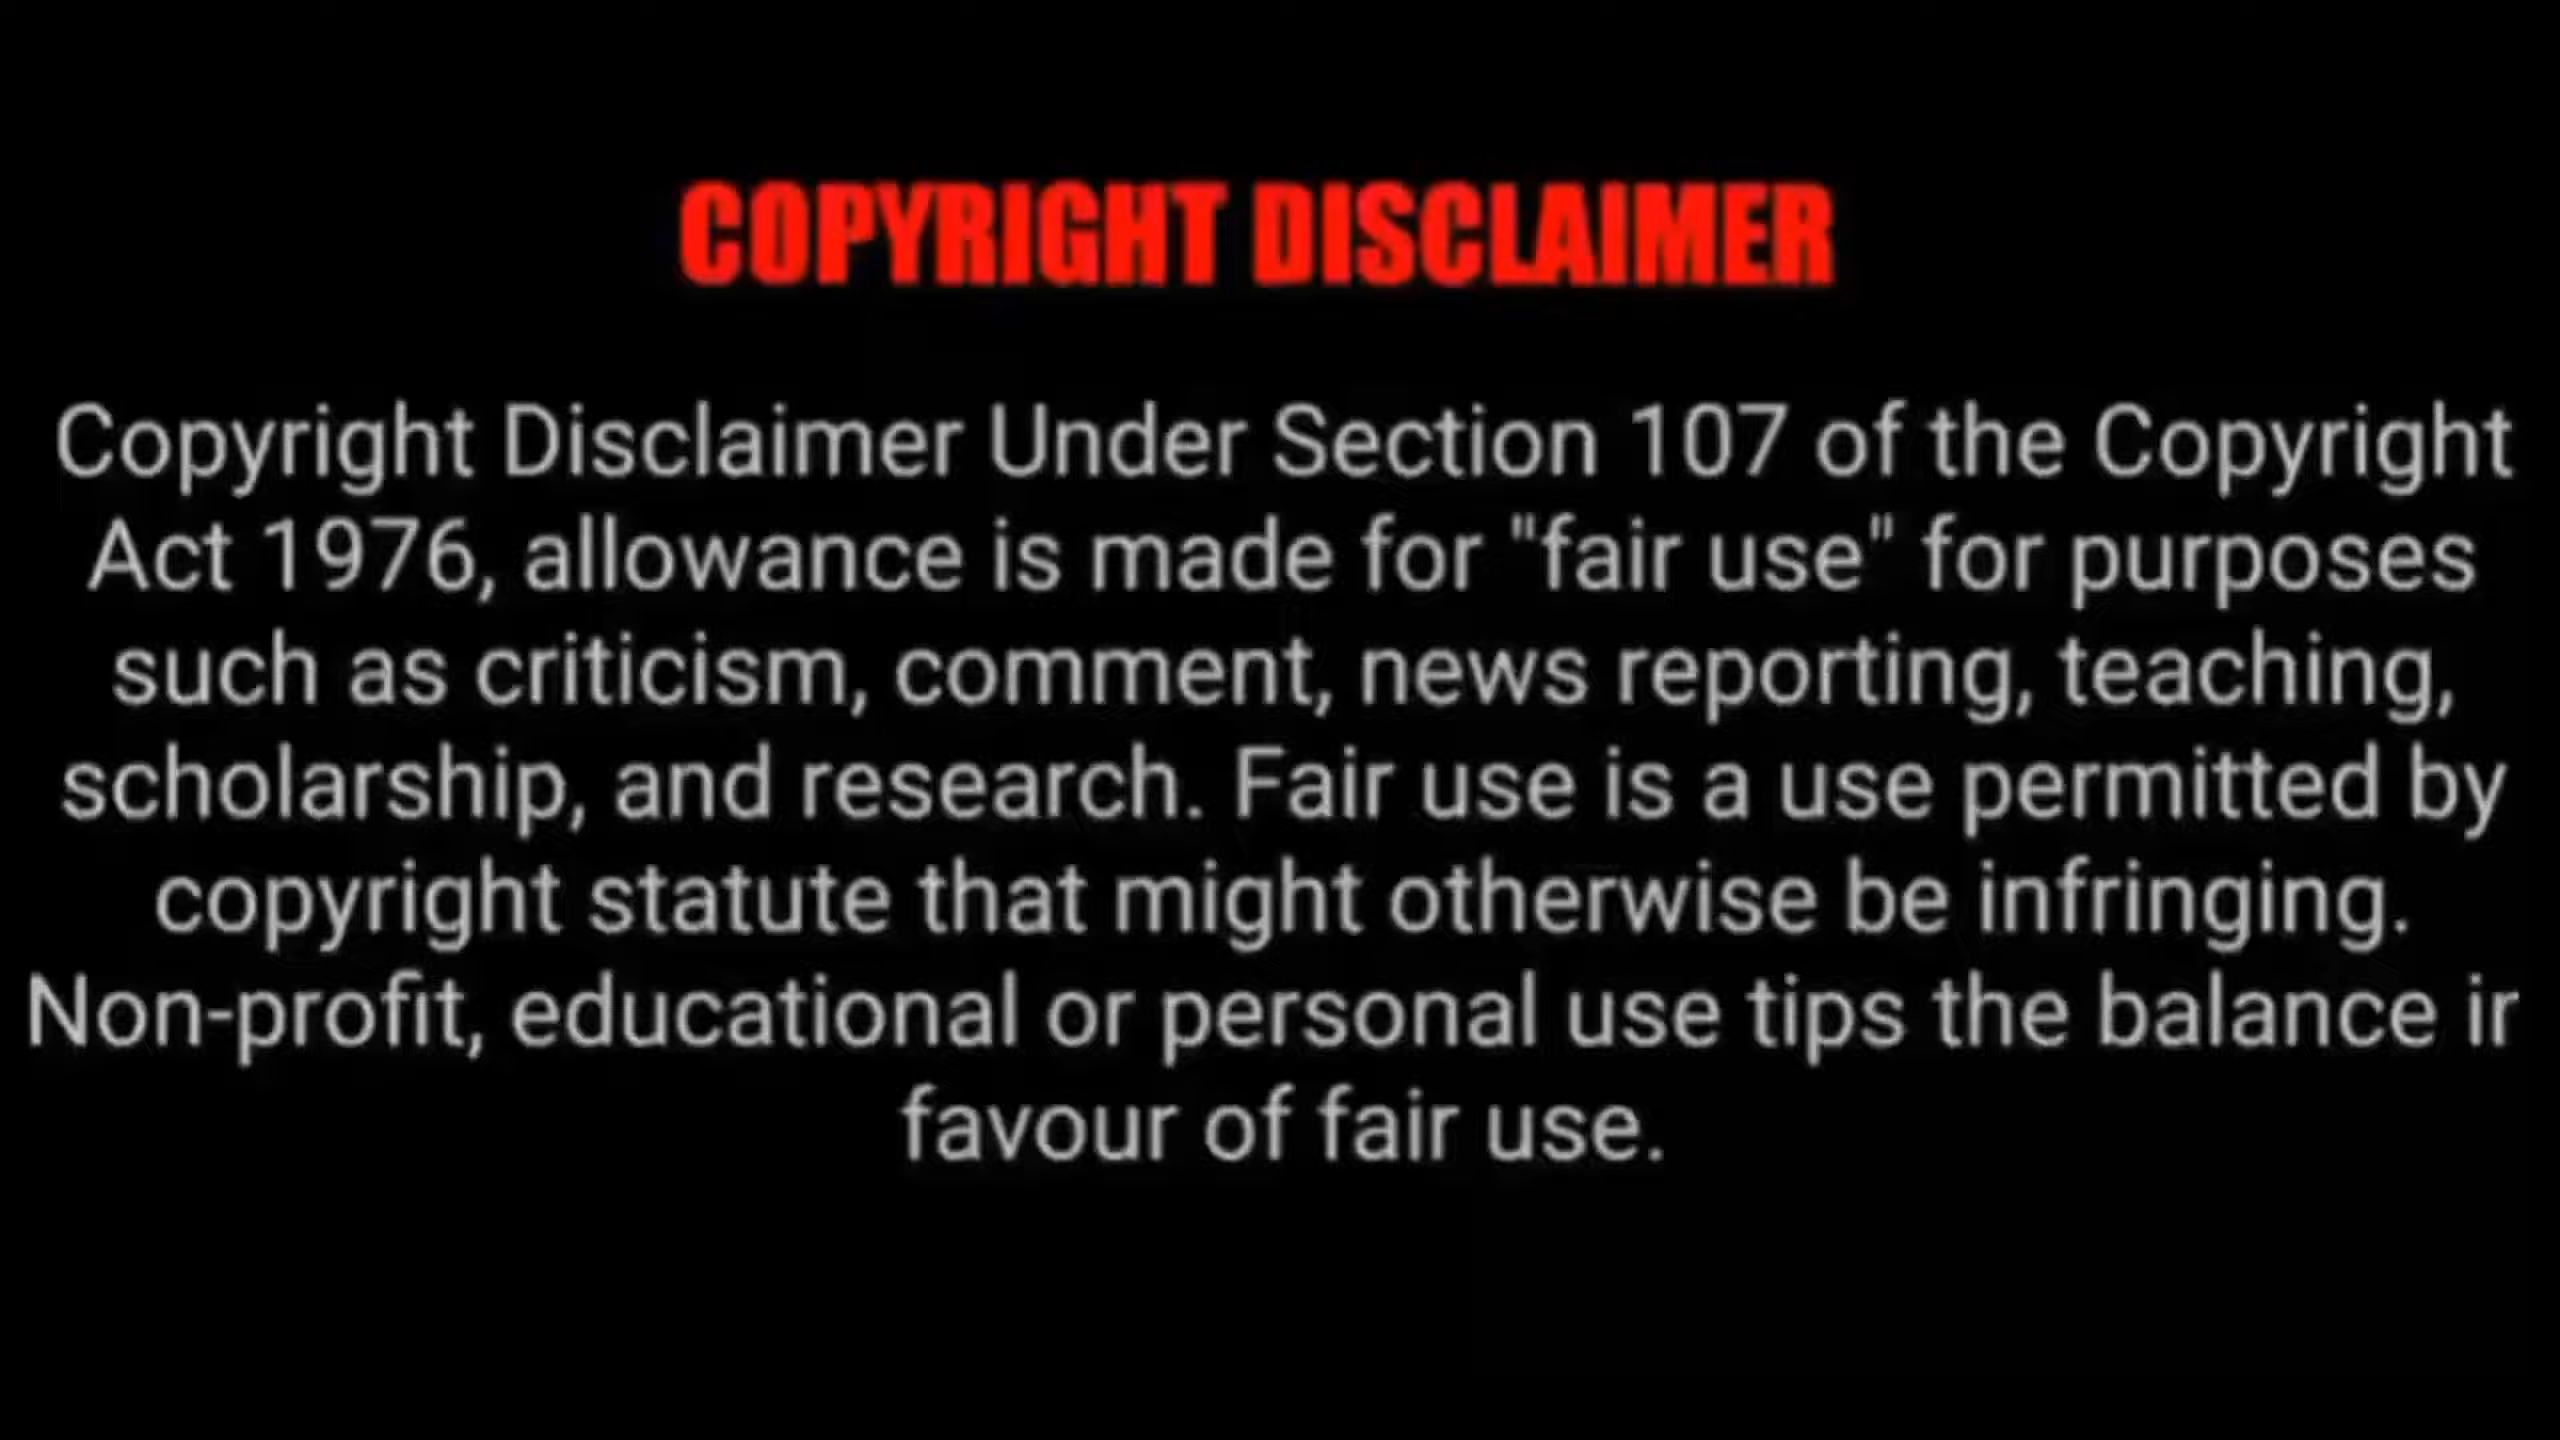 COPYRIGHT DISCLAIMER
Copyright Disclaimer Under Section 107 of the Copyright
Act 1976, allowance is made for "fair use" for purposes
such as criticism, comment, news reporting, teaching,
scholarship, and research. Fair use is a use permitted by
copyright statute that might otherwise be infringing.
Non-profit, educational or personal use tips the balance ir
favour of fair use.